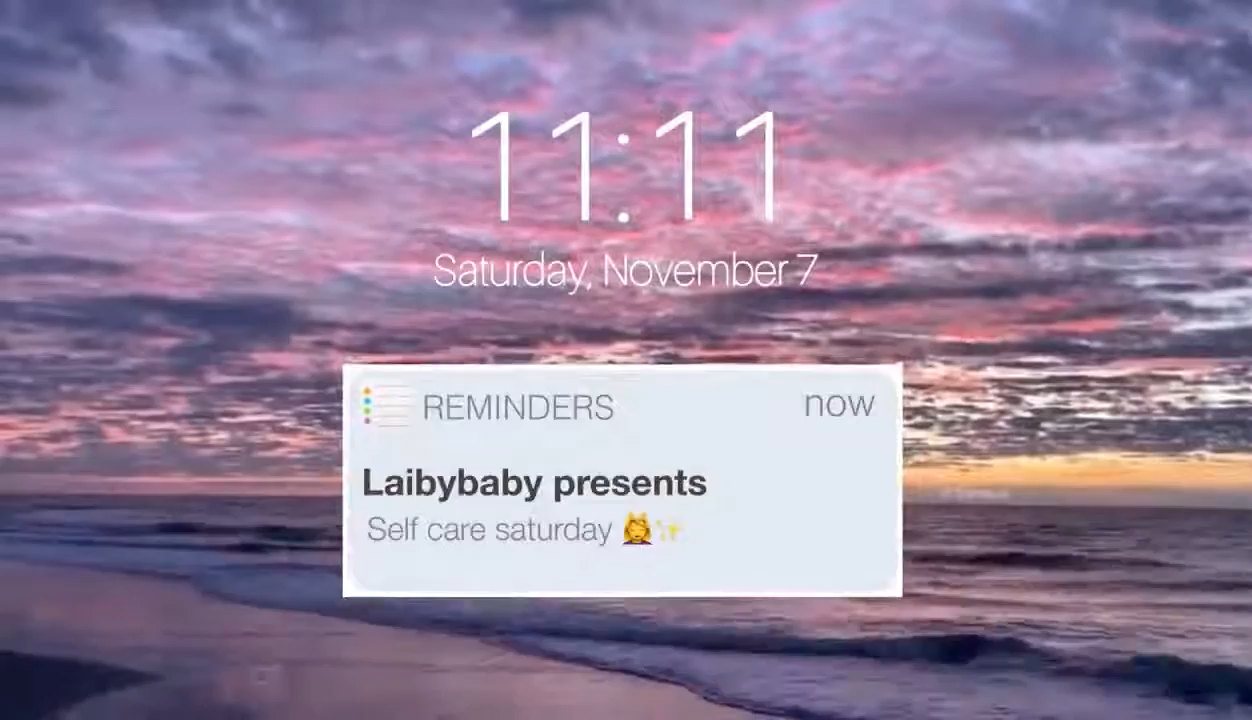 11:11
Saturday, November 7
REMINDERS now
Laibybaby presents
Self care saturday 💆✨